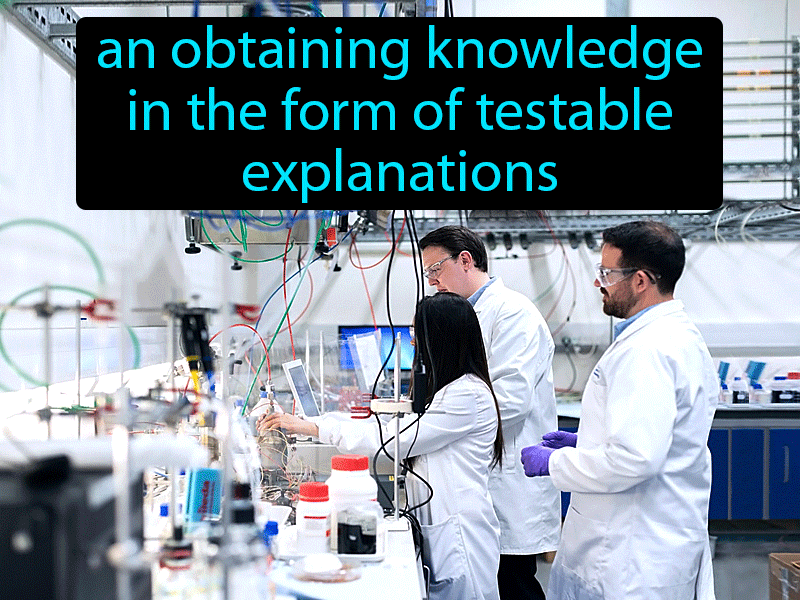 an obtaining knowledge
in the form of testable
explanations